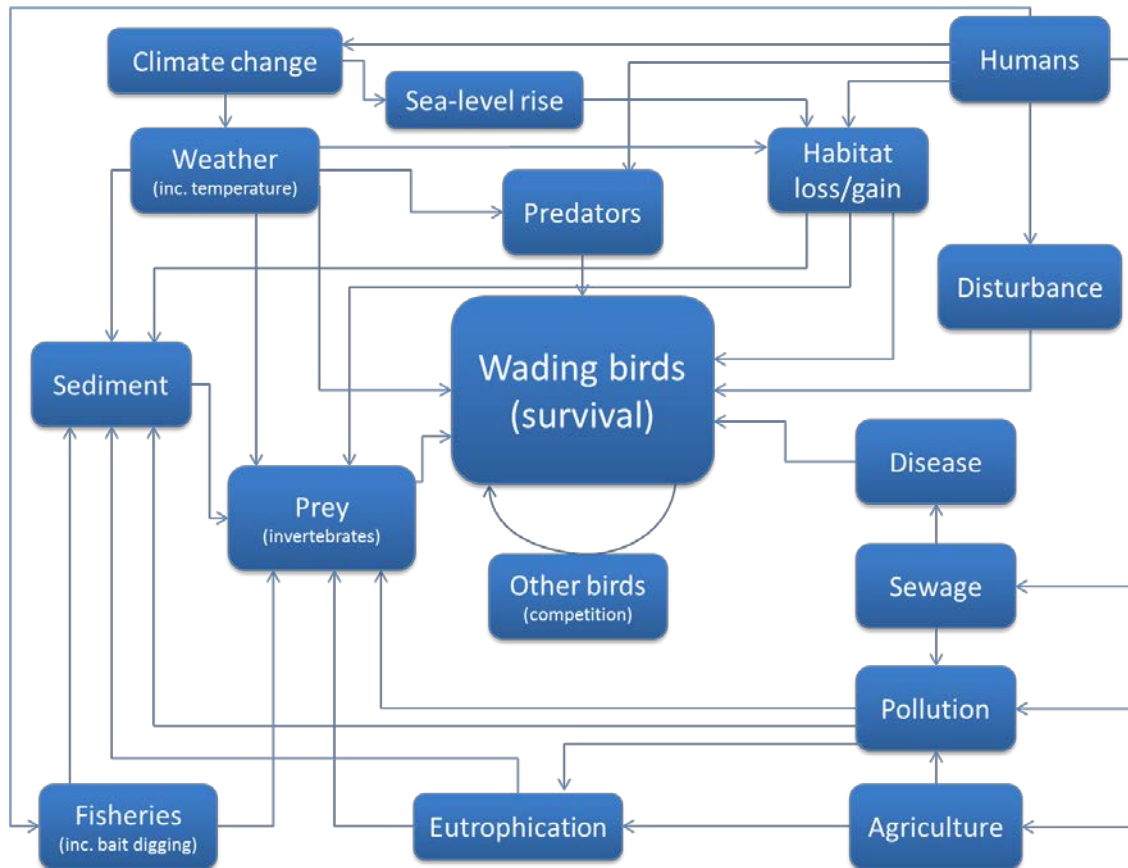 Humans
Climate change
Sea-level rise
Weather
(inc. temperature)
Habitat
loss/gain
Predators
Disturbance
Wading birds
(survival)
Sediment
Disease
Prey
(invertebrates)
Other birds
(competition)
Sewage
Pollution
Fisheries
(inc. bait digging)
Eutrophication
Agriculture